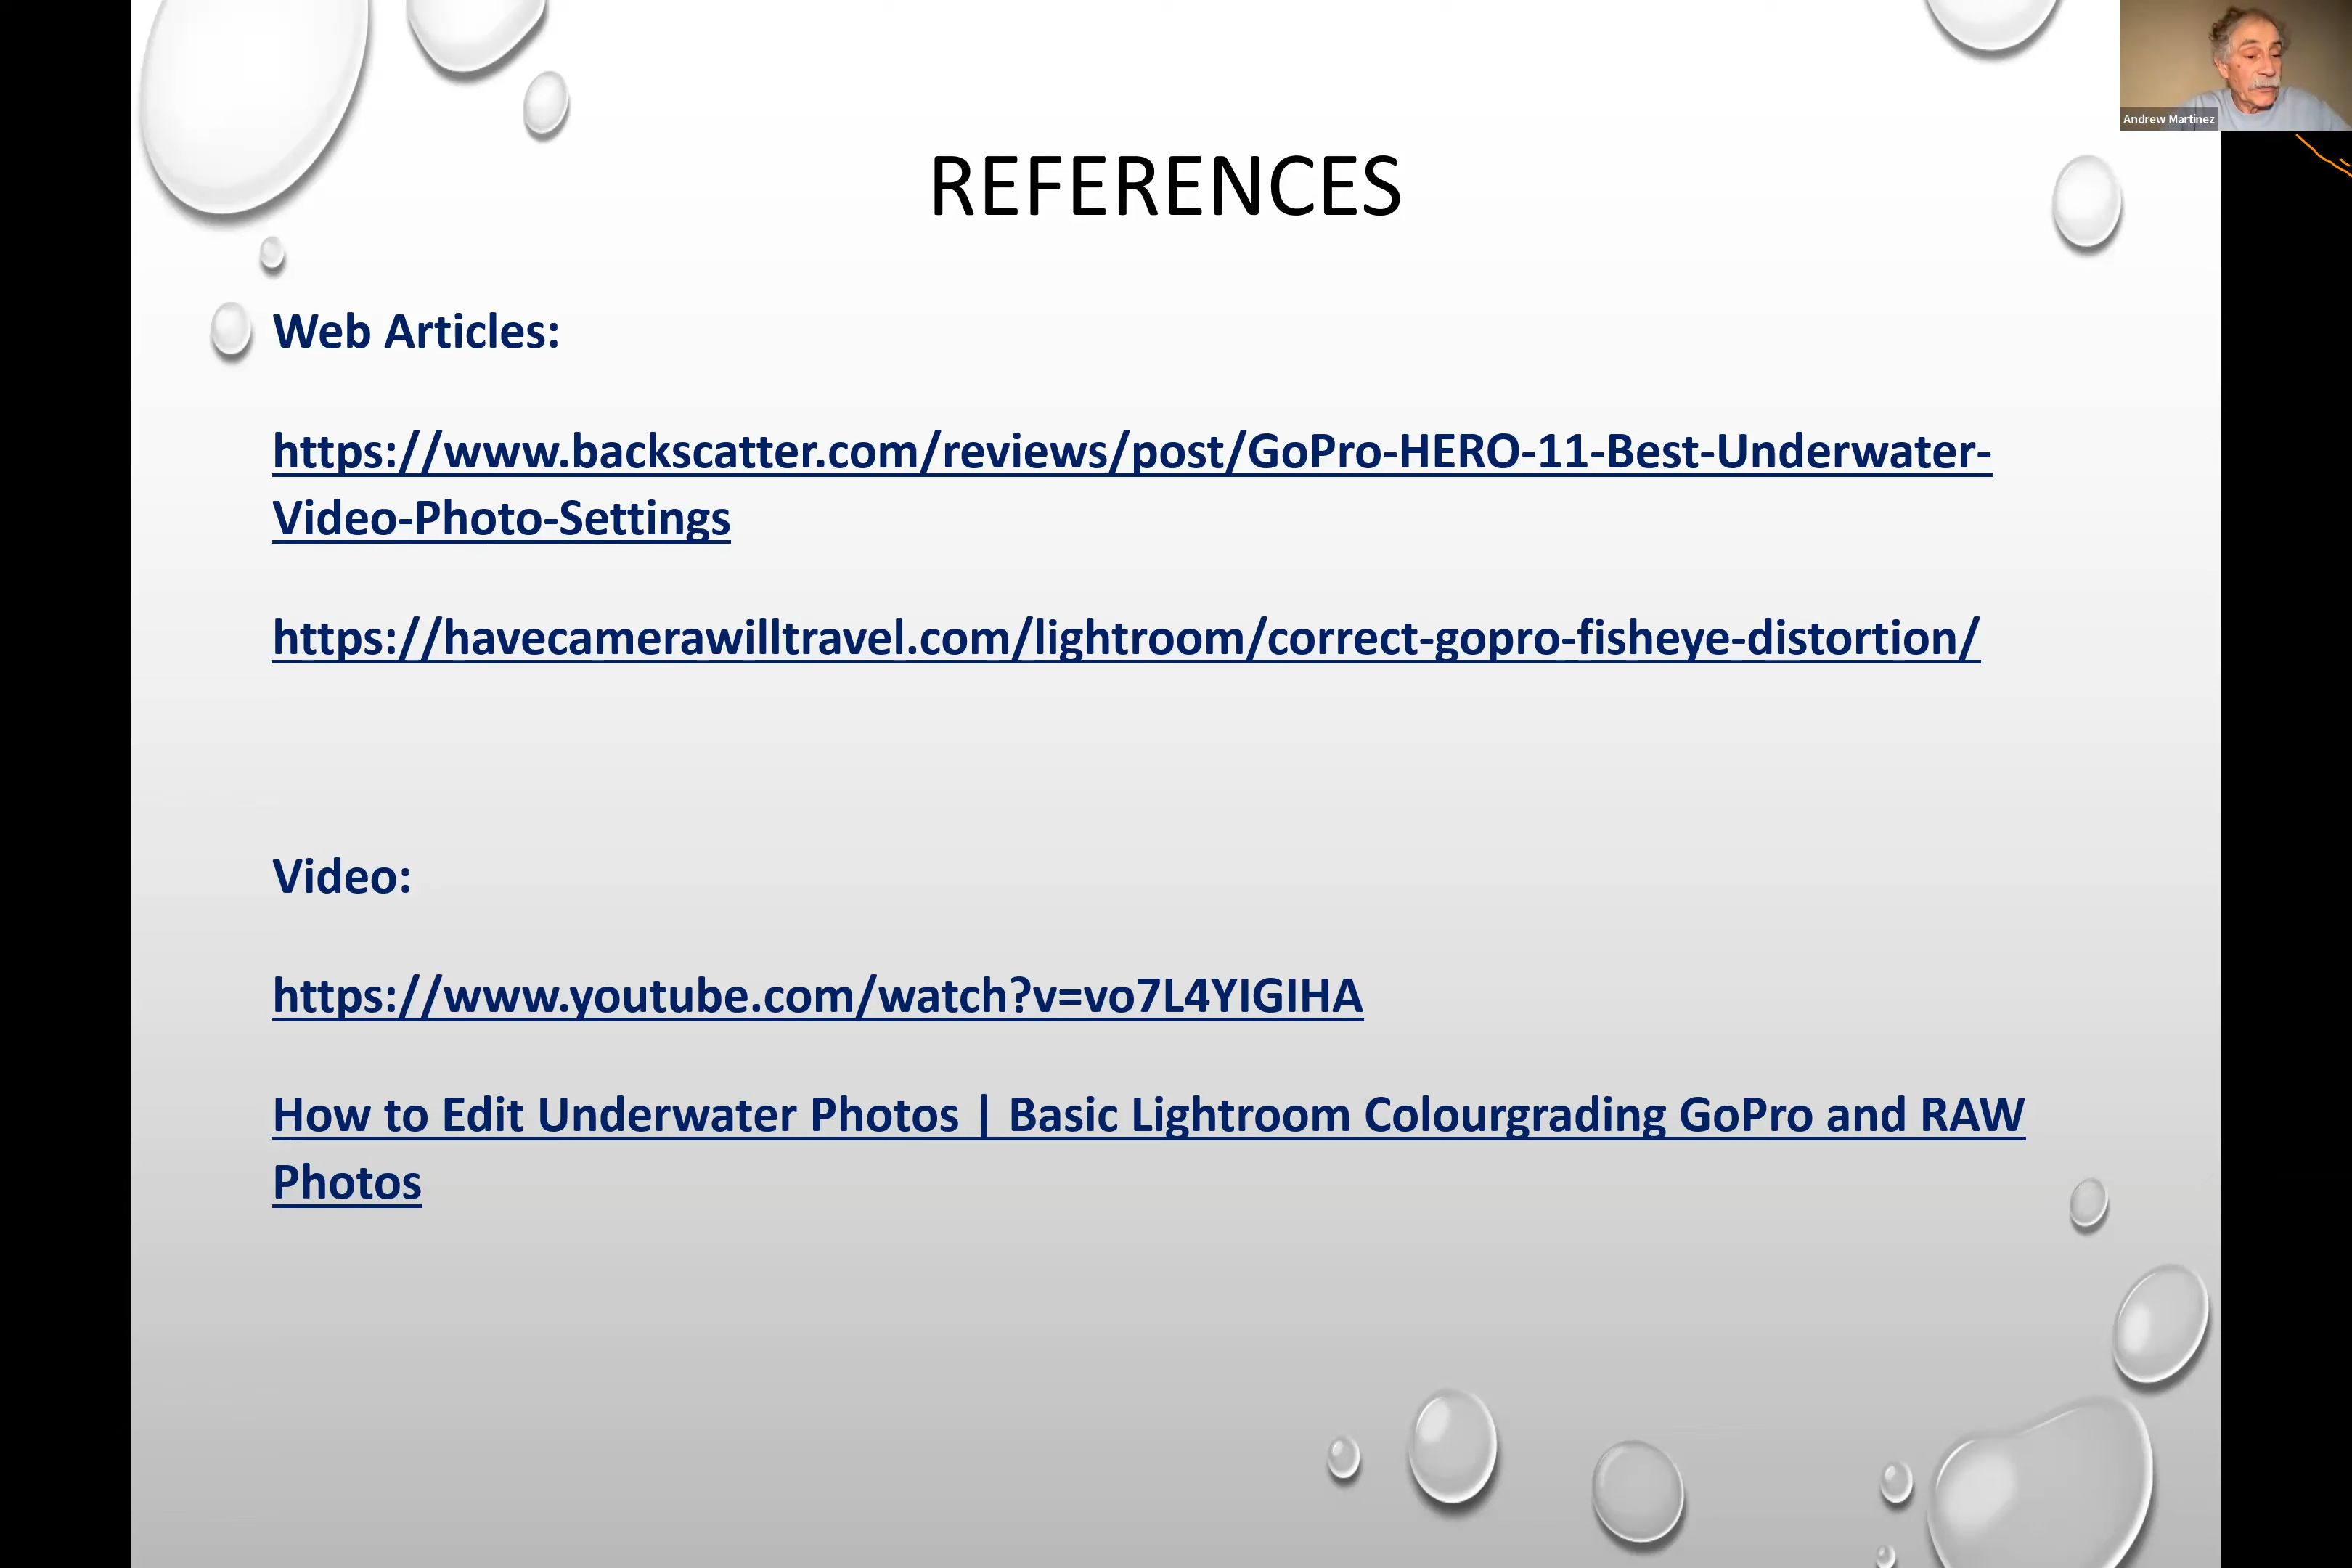 Andrew Martinez
REFERENCES
Web Articles:
https://www.backscatter.com/reviews/post/GoPro-HERO-11-Best-Underwater-
Video-Photo-Settings
https://havecamerawilltravel.com/lightroom/correct-gopro-fisheye-distortion/
Video:
https://www.youtube.com/watch?v=vo7L4YIGIHA
How to Edit Underwater Photos | Basic Lightroom Colourgrading GoPro and RAW
Photos